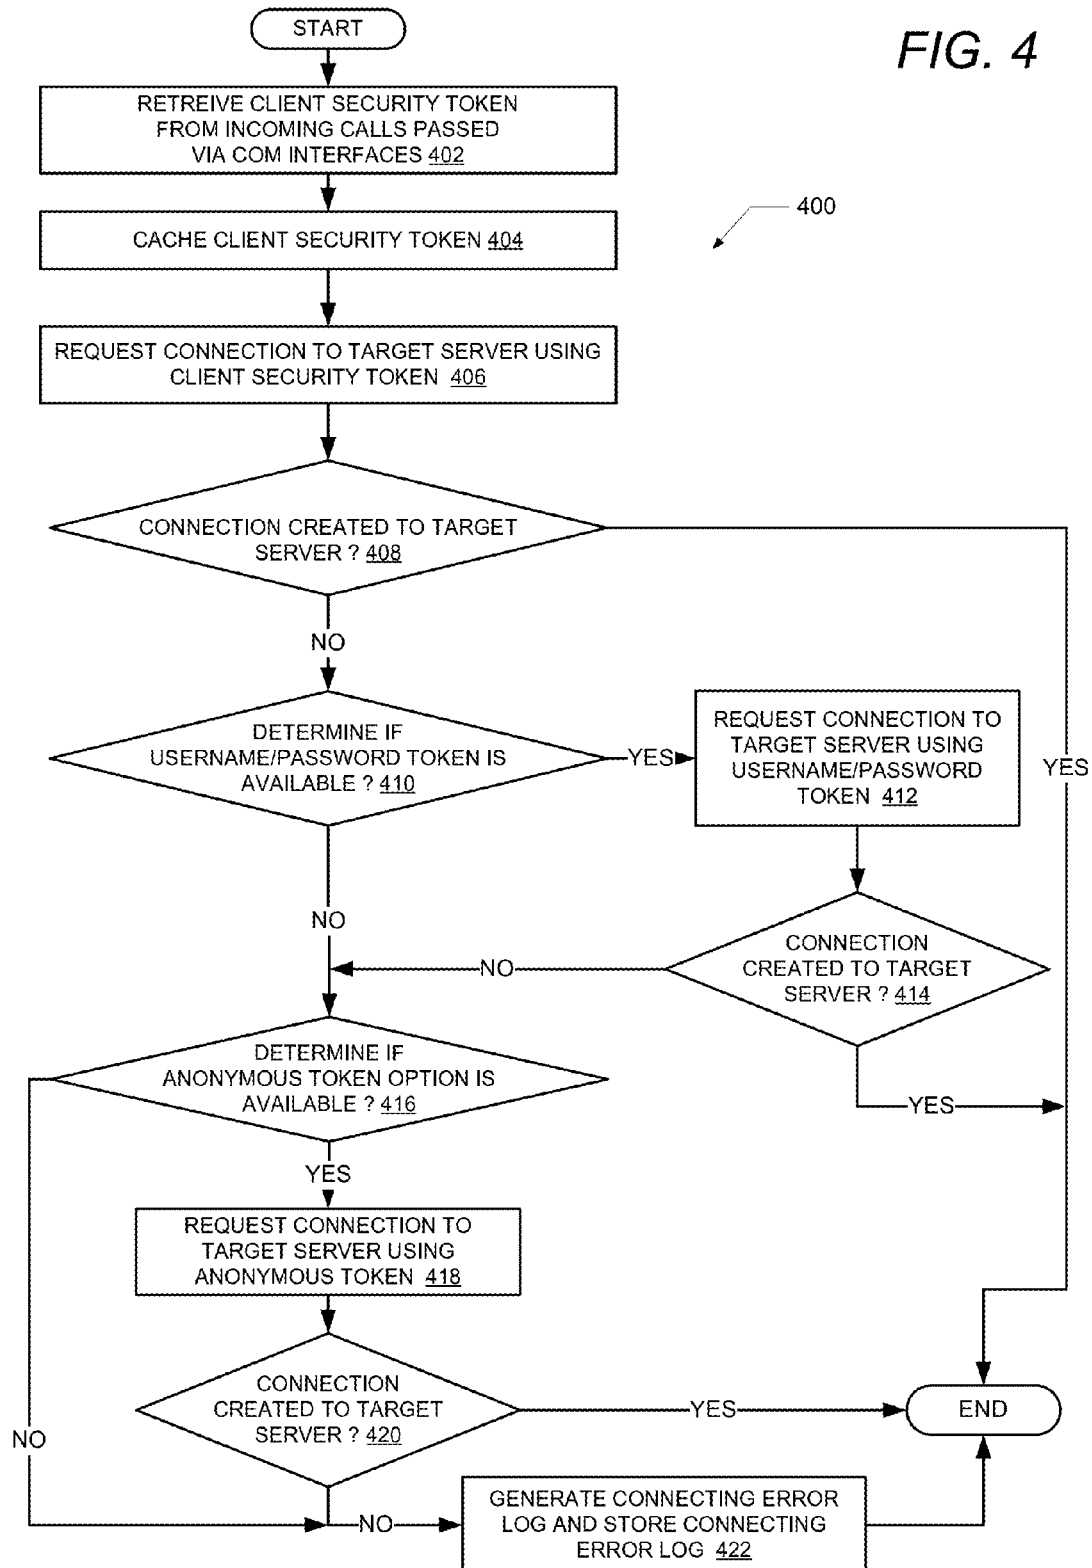 START
FIG. 4
RETREIVE CLIENT SECURITY TOKEN
FROM INCOMING CALLS PASSED
VIA COM INTERFACES 402
400
CACHE CLIENT SECURITY TOKEN 404
REQUEST CONNECTION TO TARGET SERVER USING
CLIENT SECURITY TOKEN 406
CONNECTION CREATED TO TARGET
SERVER ? 408
NO
YES
DETERMINE IF
USERNAME/PASSWORD TOKEN IS
AVAILABLE ? 410
YES
REQUEST CONNECTION TO
TARGET SERVER USING
USERNAME/PASSWORD
TOKEN 412
NO
CONNECTION
CREATED TO TARGET
SERVER ? 414
NO
YES
DETERMINE IF
ANONYMOUS TOKEN OPTION IS
AVAILABLE ? 416
YES
NO
REQUEST CONNECTION TO
TARGET SERVER USING
ANONYMOUS TOKEN 418
CONNECTION
CREATED TO TARGET
SERVER ? 420
YES
END
NO
GENERATE CONNECTING ERROR
LOG AND STORE CONNECTING
ERROR LOG 422